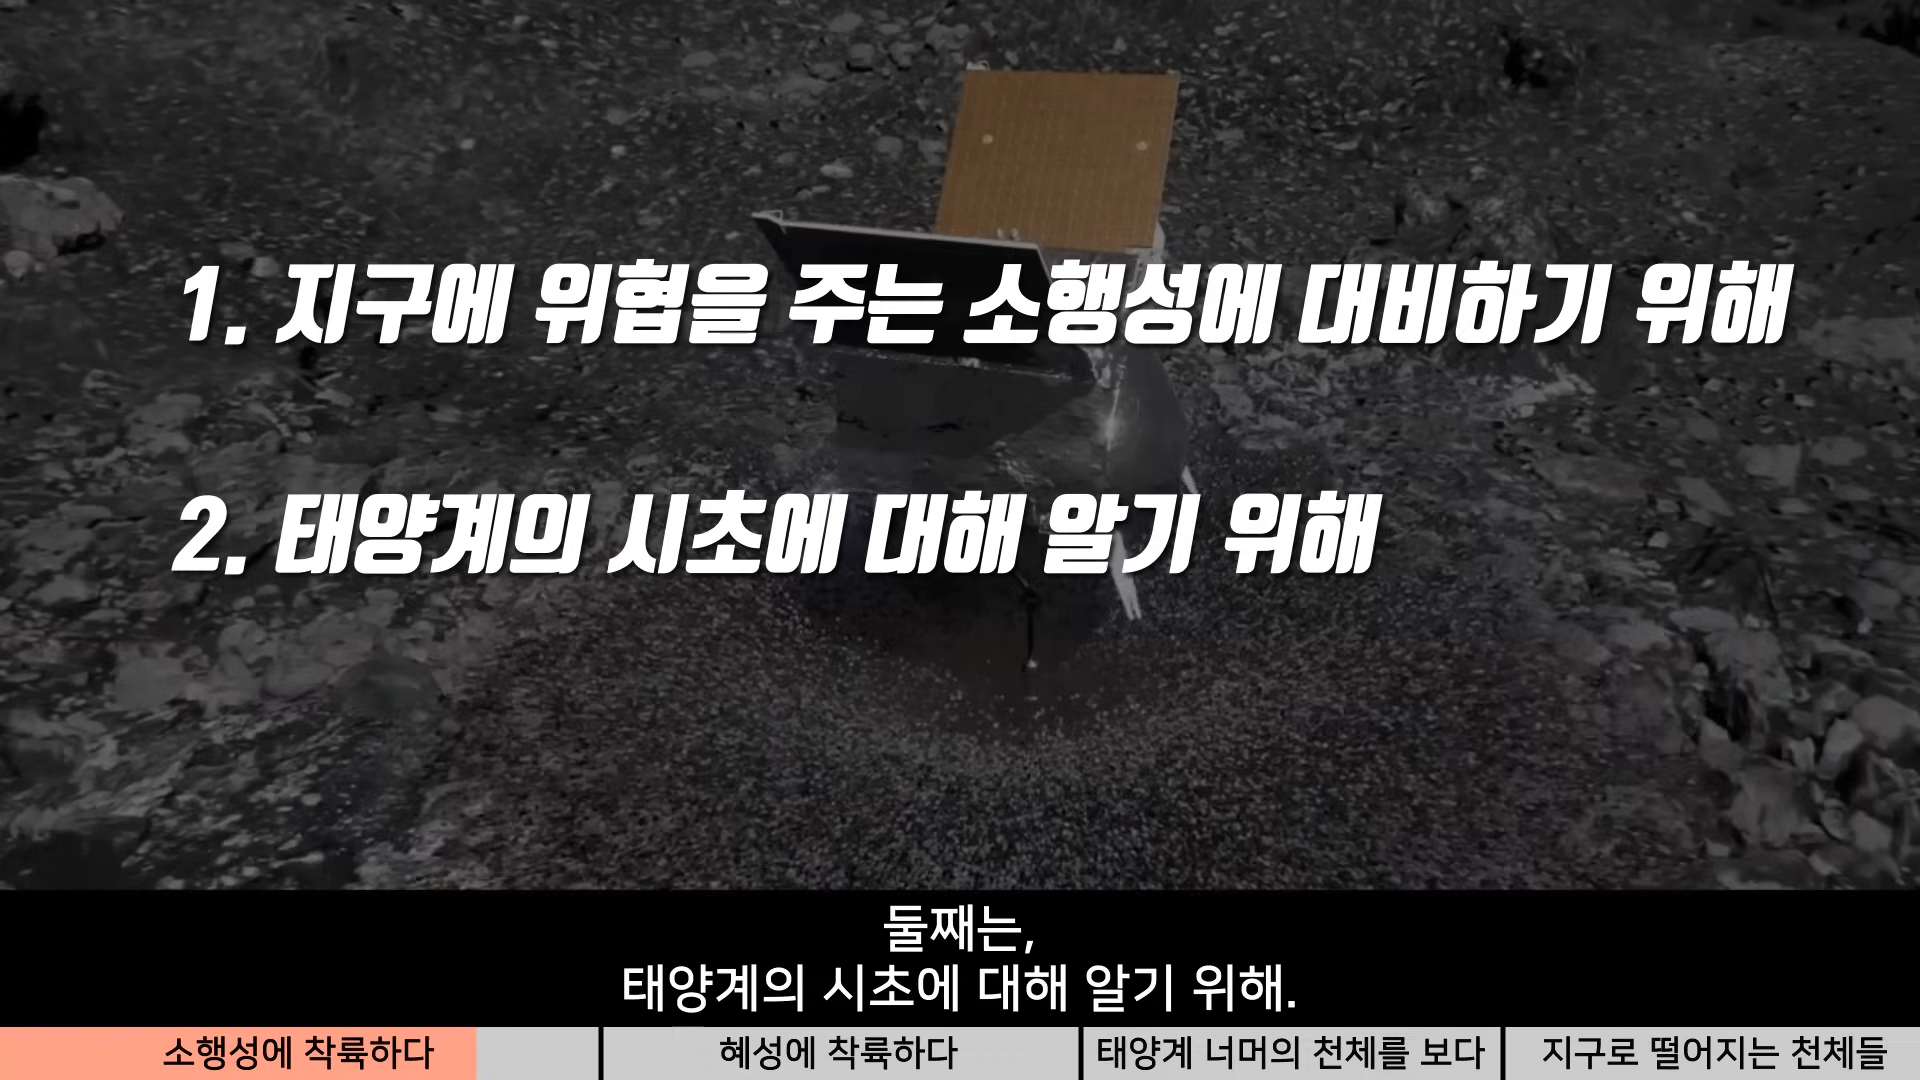 1. 지구에 위협을 주는 소행성에 대비하기 위해
2. 태양계의 시초에 대해 알기 위해
둘째는,
태양계의 시초에 대해 알기 위해.
소행성에 착륙하다
혜성에 착륙하다
태양계 너머의 천체를 보다
지구로 떨어지는 천체들